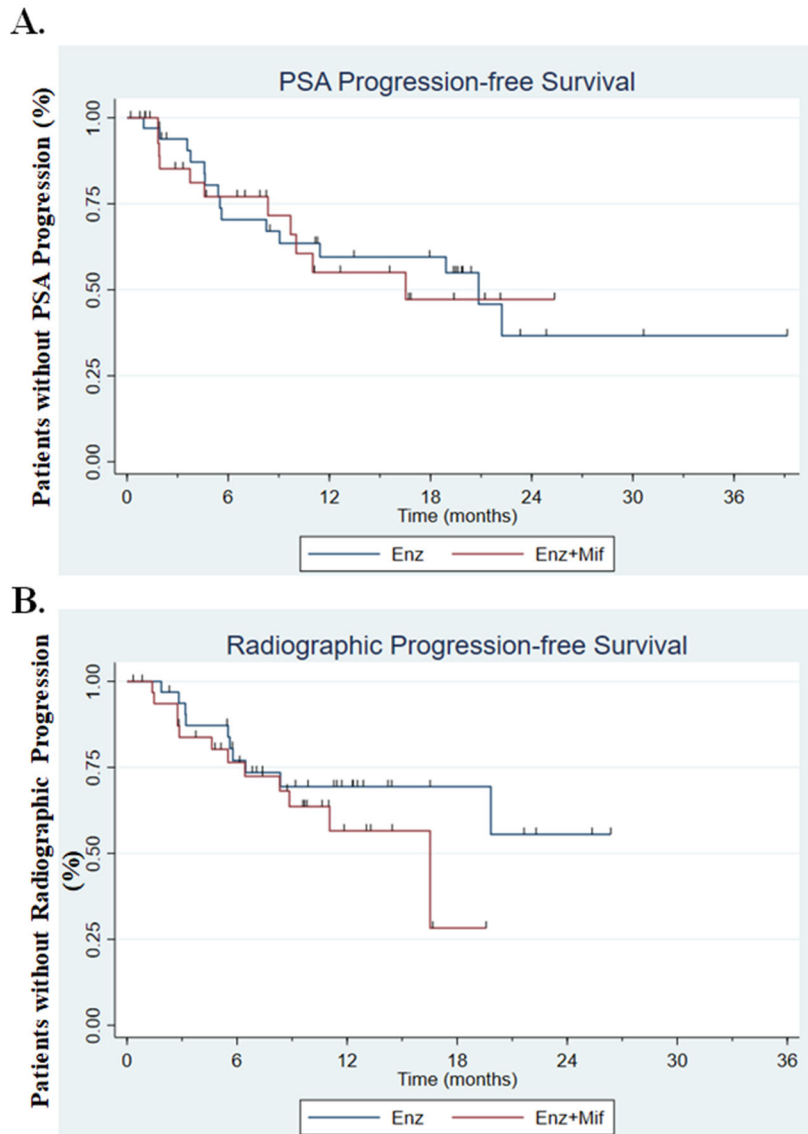 A.
PSA Progression-free Survival
Patients without PSA Progression (%)
1.00
0.75
0.50
0.25
0.00
0 6 12 18 24 30 36
Time (months)
Enz Enz+Mif
B.
Radiographic Progression-free Survival
Patients without Radiographic Progression
(%)
1.00
0.75
0.50
0.25
0.00
0 6 12 18 24 30 36
Time (months)
Enz Enz+Mif